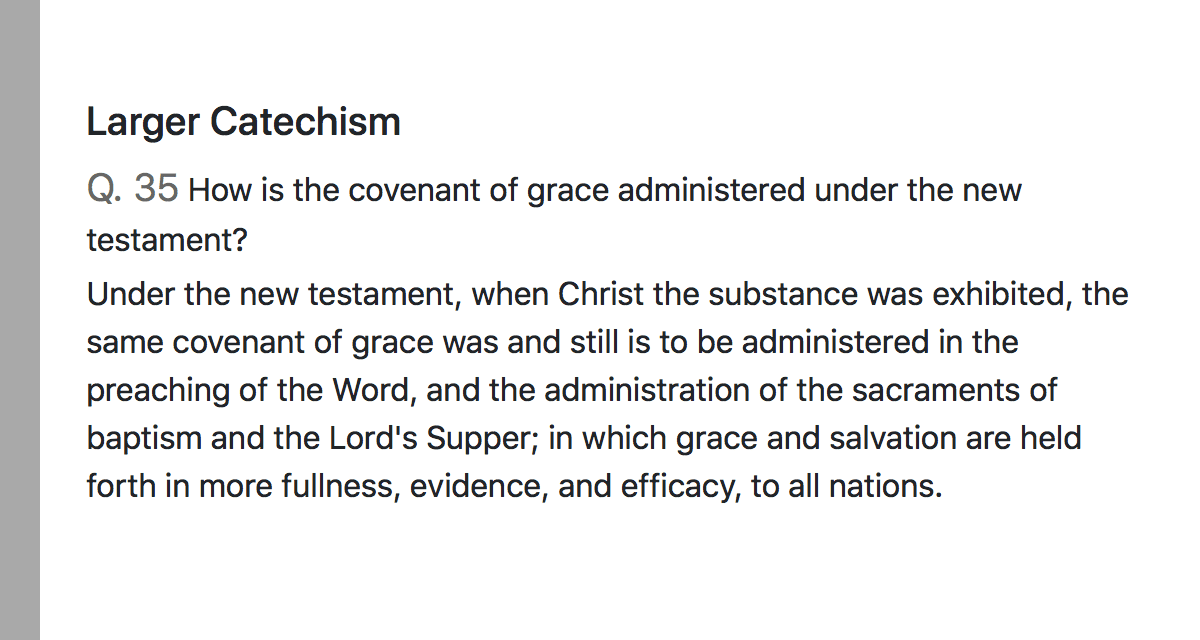 Larger Catechism
Q. 35 How is the covenant of grace administered under the new
testament?
Under the new testament, when Christ the substance was exhibited, the
same covenant of grace was and still is to be administered in the
preaching of the Word, and the administration of the sacraments of
baptism and the Lord's Supper; in which grace and salvation are held
forth in more fullness, evidence, and efficacy, to all nations.